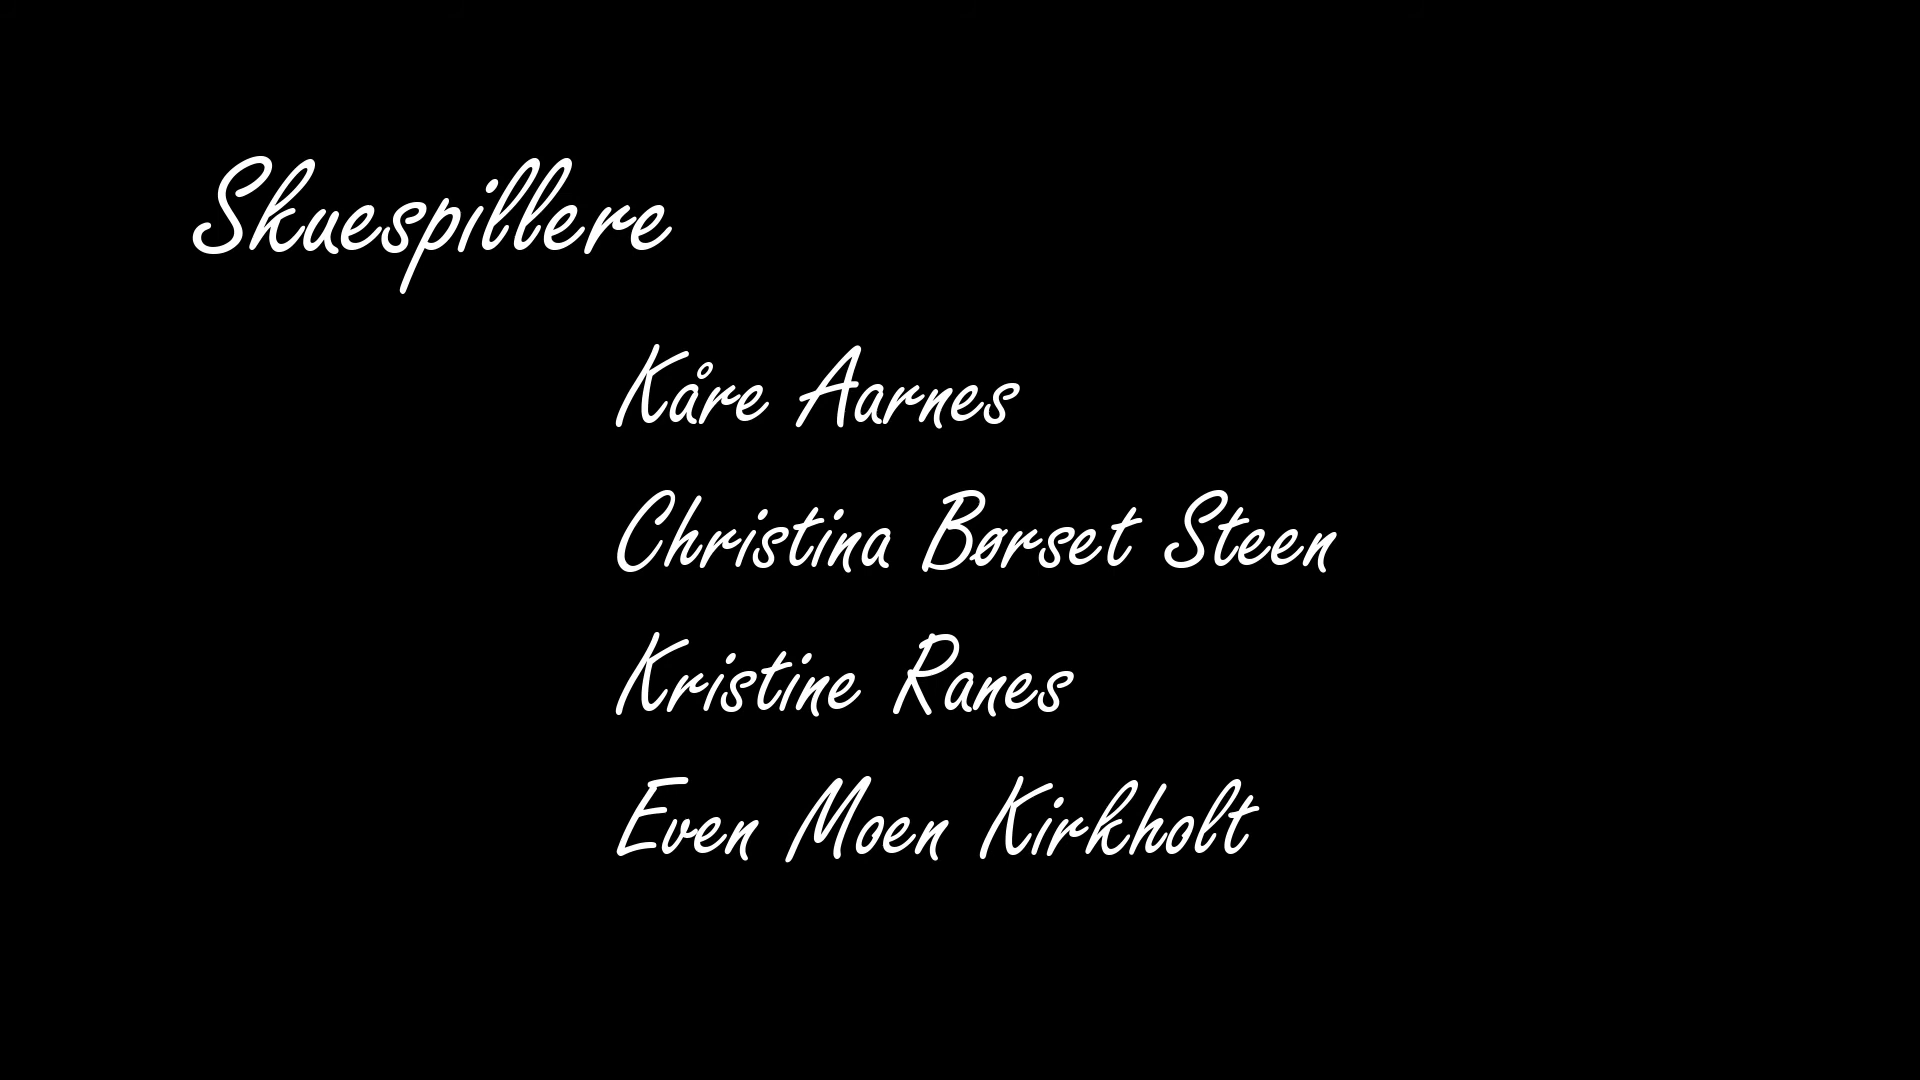 Skuespillere
Kåre Aarnes
Christina Børset Steen
Kristine Ranes
Even Moen Kirkholt